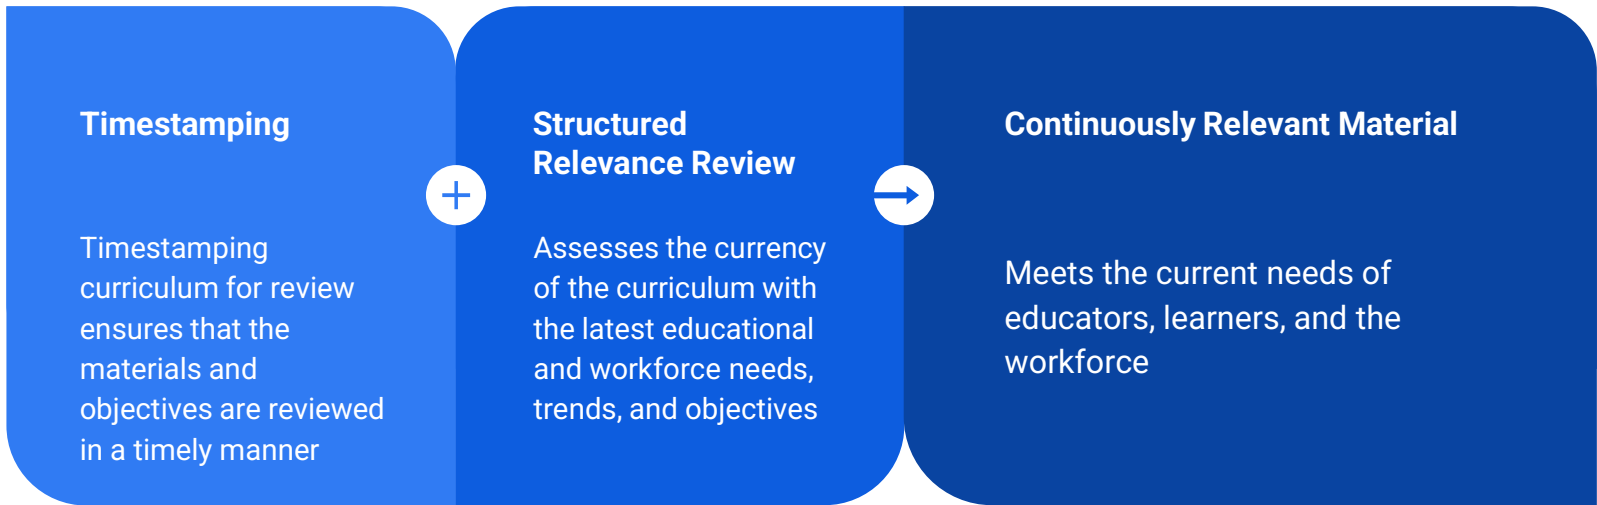 Timestamping
Timestamping
curriculum for review
ensures that the
materials and
objectives are reviewed
in a timely manner
Structured
Relevance Review
Assesses the currency
of the curriculum with
the latest educational
and workforce needs,
trends, and objectives
Continuously Relevant Material
Meets the current needs of
educators, learners, and the
workforce